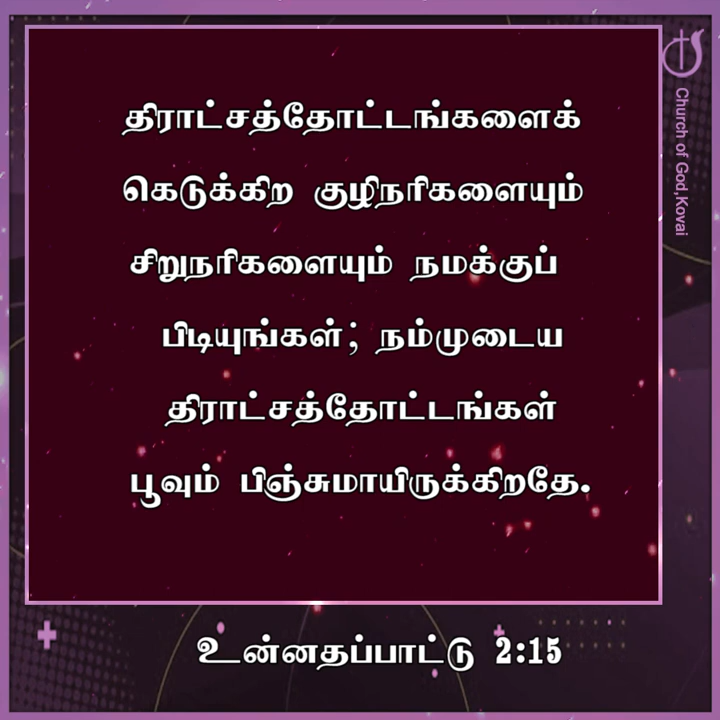 திராட்சத்தோட்டங்களைக்
கெடுக்கிற குழிநரிகளையும்
சிறுநரிகளையும் நமக்குப்
பிடியுங்கள்; நம்முடைய
திராட்சத்தோட்டங்கள்
பூவும் பிஞ்சுமாயிருக்கிறதே.
உன்னதப்பாட்டு 2:15
Church of God,Kovai